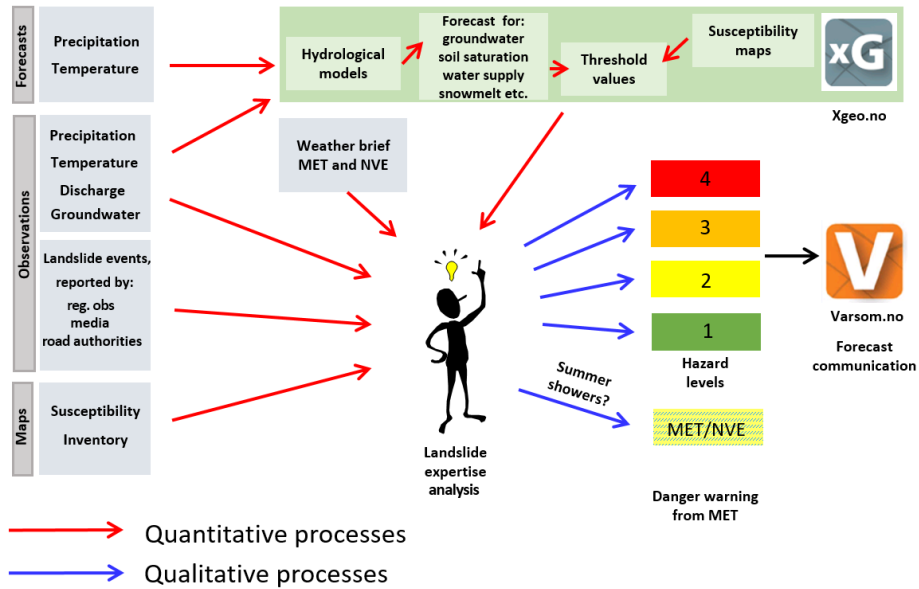 Forecasts
Precipitation
Temperature
Hydrological
models
Forecast for:
groundwater
soil saturation
water supply
snowmelt etc.
Threshold
values
Susceptibility
maps
xG
Xgeo.no
Observations
Precipitation
Temperature
Discharge
Groundwater
Weather brief
MET and NVE
Landslide events,
reported by:
reg. obs
media
road authorities
Maps
Susceptibility
Inventory
Landslide
expertise
analysis
4
3
2
1
Hazard
levels
Summer
showers?
MET/NVE
Danger warning
from MET
V
Varsom.no
Forecast
communication
Quantitative processes
Qualitative processes